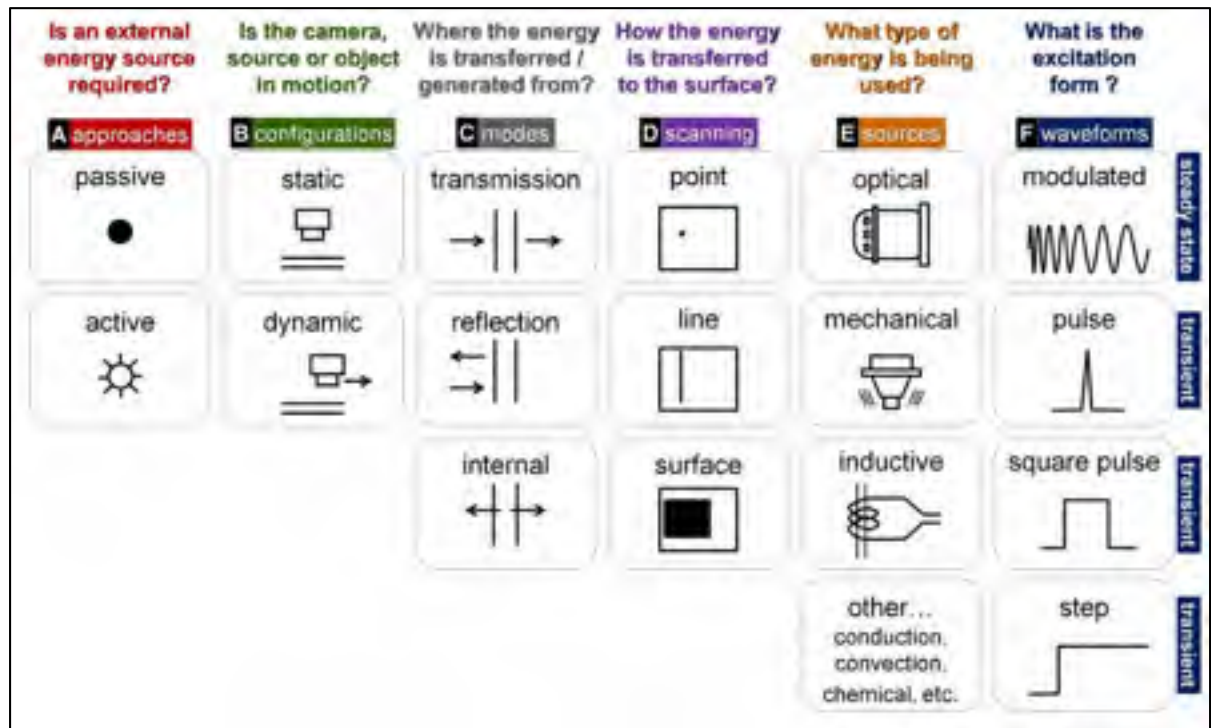 Is an external
energy source
required?
Is the camera,
source or object
in motion?
Where the energy
is transferred /
generated from?
How the energy
is transferred
to the surface?
What type of
energy is being
used?
What is the
excitation
form ?
A approaches
B configurations
C modes
D scanning
E sources
F waveforms
passive
static
transmission
point
optical
modulated
steady state
active
dynamic
reflection
line
mechanical
pulse
transient
internal
surface
inductive
square pulse
transient
other...
conduction,
convection,
chemical, etc.
step
transient